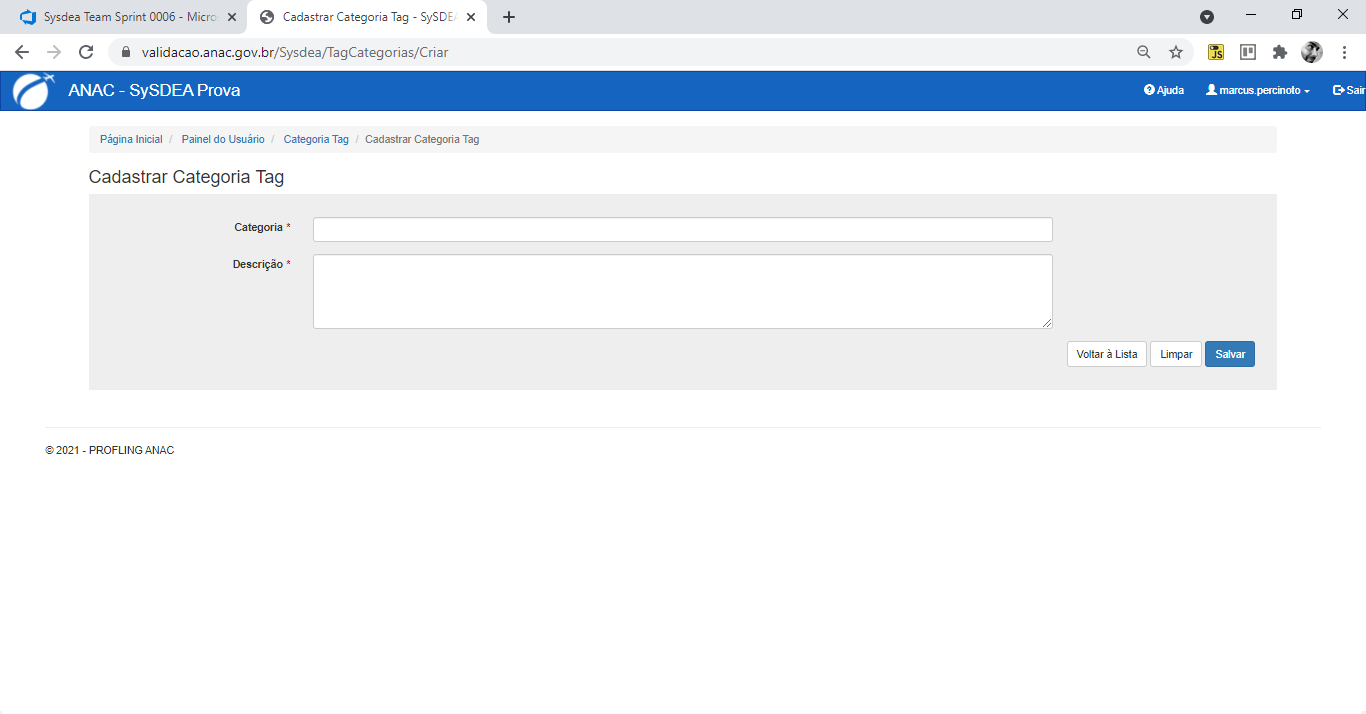 Sysdea Team Sprint 0006 - Micro
Cadastrar Categoria Tag - SySDEA
validacao.anac.gov.br/Sysdea/TagCategorias/Criar
JS
ANAC - SySDEA Prova
Ajuda
marcus.percinoto
Sair
Página Inicial / Painel do Usuário / Categoria Tag / Cadastrar Categoria Tag
Cadastrar Categoria Tag
Categoria *
Descrição *
Voltar à Lista Limpar Salvar
© 2021 - PROFLING ANAC